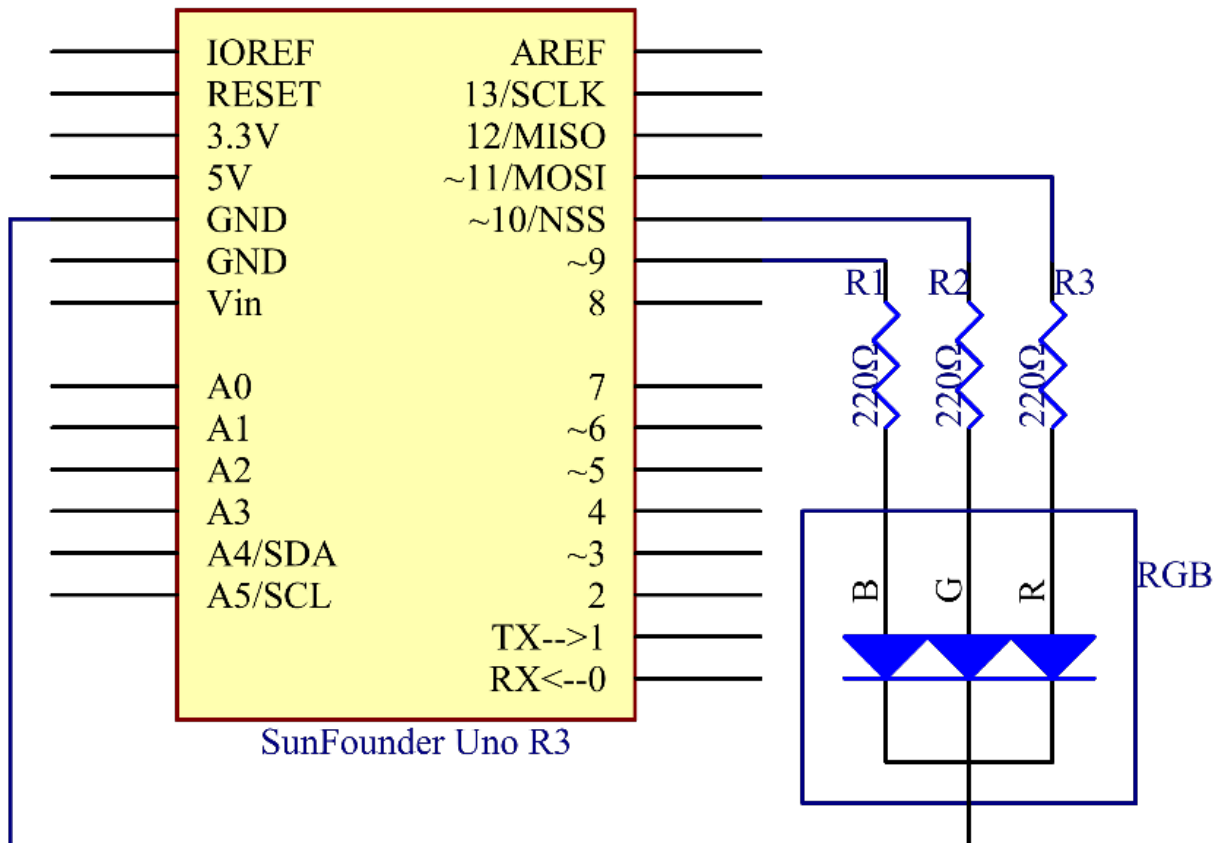 IOREF
RESET
3.3V
5V
GND
GND
Vin
A0
A1
A2
A3
A4/SDA
A5/SCL
AREF
13/SCLK
12/MISO
~11/MOSI
~10/NSS
~9
8
7
~6
~5
4
~3
2
TX-->1
RX<--0
SunFounder Uno R3
R1
R2
R3
220Ω
220Ω
220Ω
B
G
R
RGB